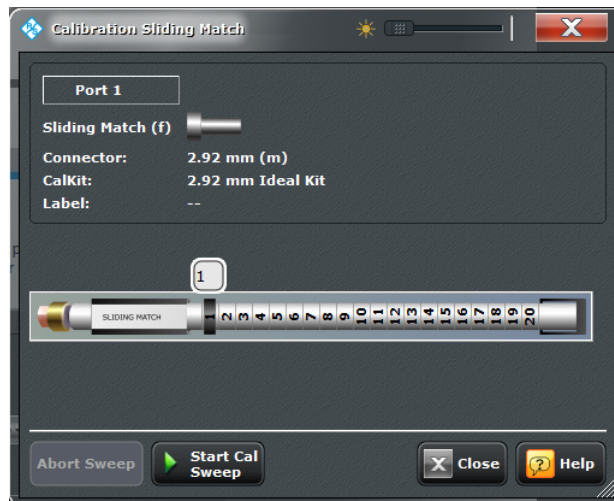 Calibration Sliding Match
X
Port 1
Sliding Match (f)
Connector: 2.92 mm (m)
CalKit: 2.92 mm Ideal Kit
Label: --
1
SLIDING MATCH 1 2 3 4 5 6 7 8 9 10 11 12 13 14 15 16 17 18 19 20
Abort Sweep
Start Cal
Sweep
X Close
? Help